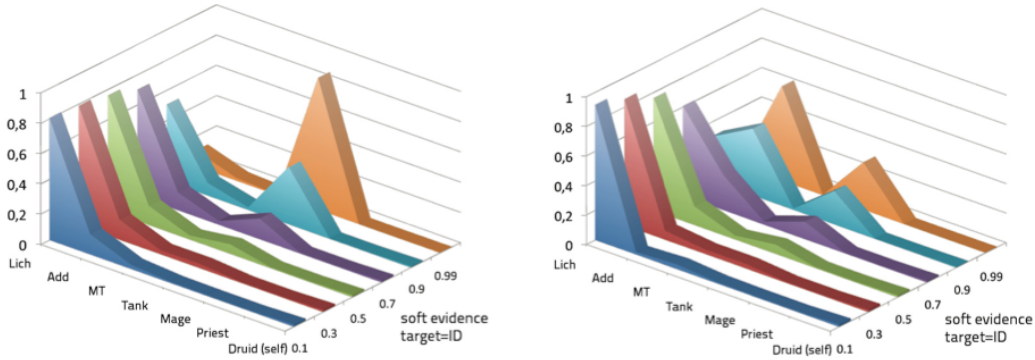 1
0,8
0,6
0,4
0,2
0
Lich
Add
MT
Tank
Mage
Priest
Druid (self)
0.1
0.3
0.5
0.7
0.9
0.99
soft evidence
target=ID
1
0,8
0,6
0,4
0,2
0
Lich
Add
MT
Tank
Mage
Priest
Druid (self)
0.1
0.3
0.5
0.7
0.9
0.99
soft evidence
target=ID